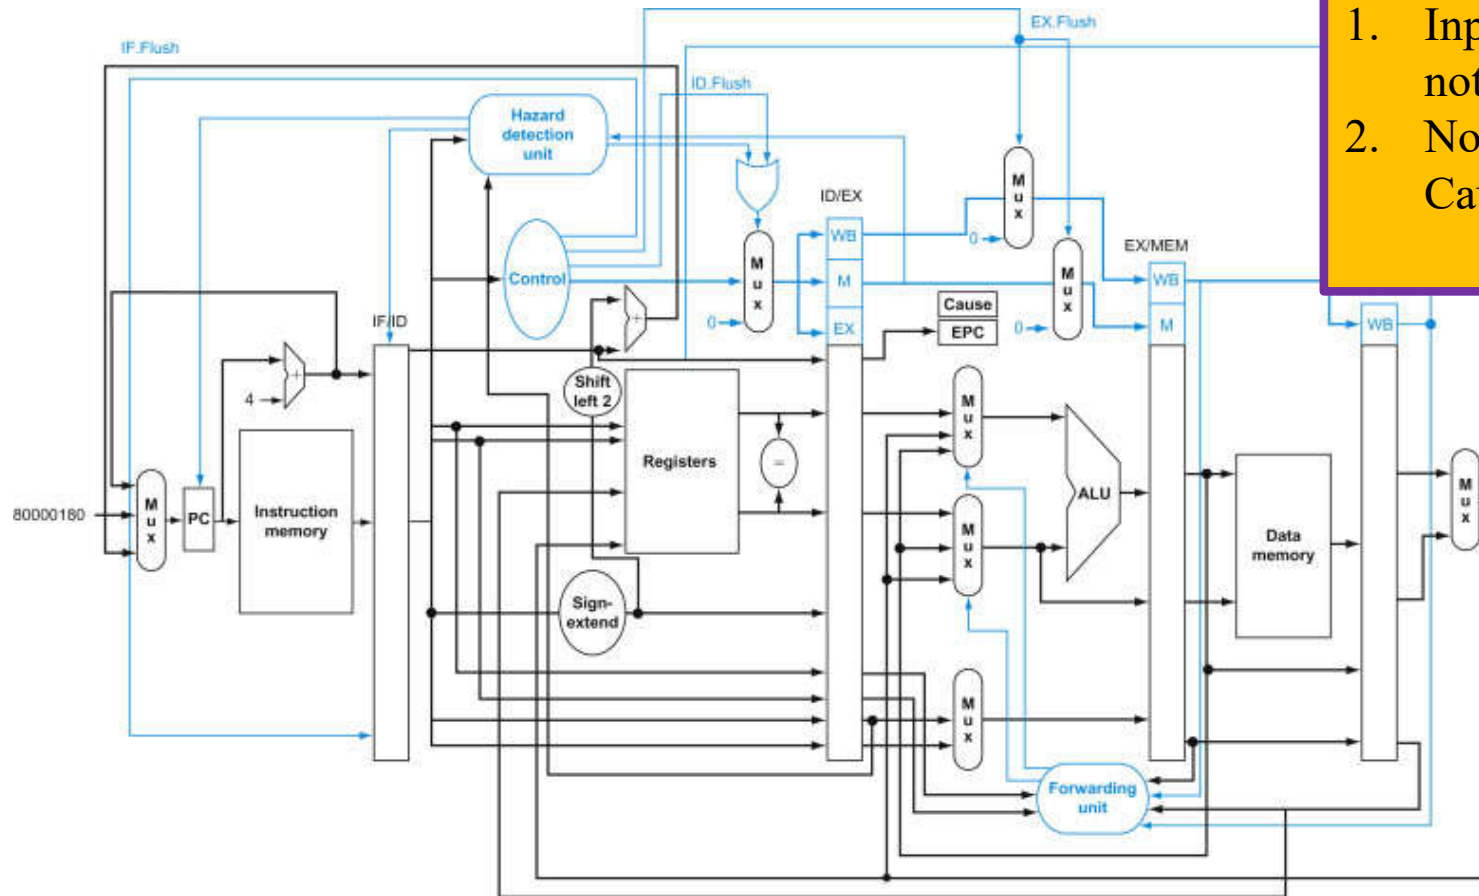 1. Inp
not
2. No
Cau
EX.Flush
IF.Flush
ID.Flush
Hazard
detection
unit
M
u
x
ID/EX
WB
0
EX/MEM
Control
M
u
x
M
M
u
x
WB
Cause
0
EX
EPC
0
M
WB
IF/ID
+
+
4
Shift
left 2
M
u
x
Registers
=
M
u
x
80000180
M
u
x
PC
Instruction
memory
ALU
M
u
x
Data
memory
Sign-
extend
M
u
x
Forwarding
unit